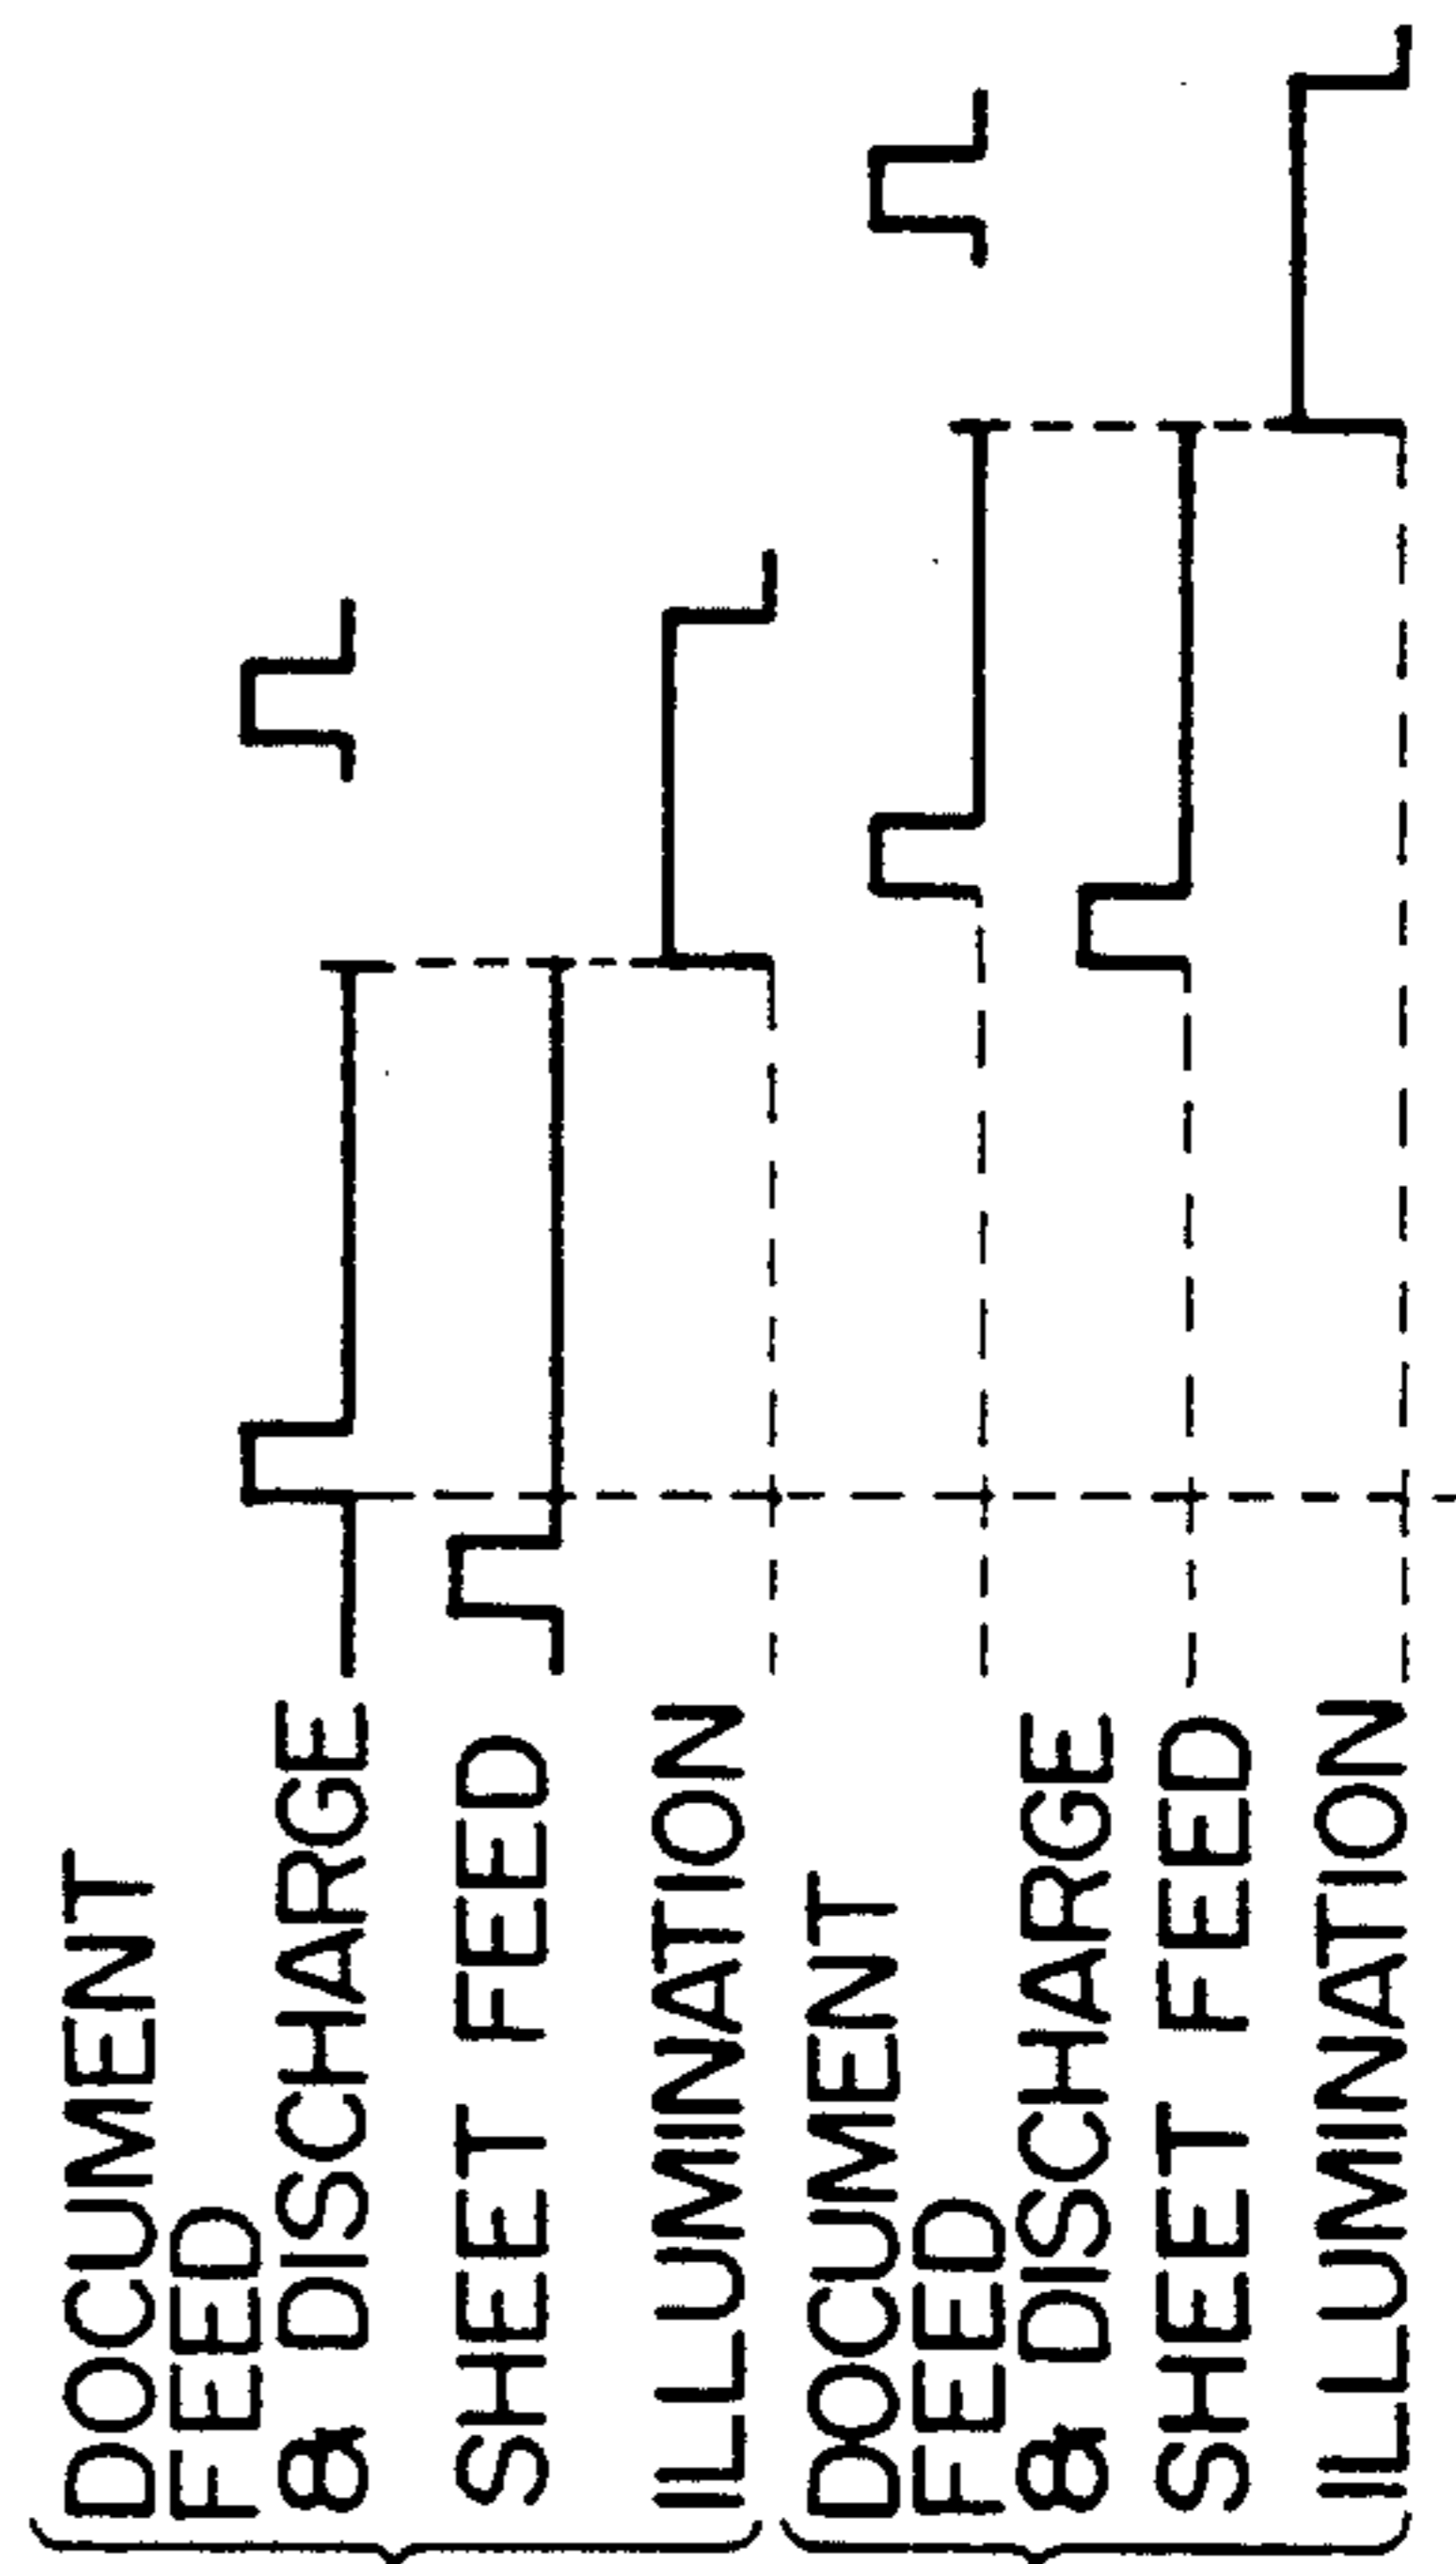 DOCUMENT
FEED
& DISCHARGE
SHEET FEED
ILLUMINATION
DOCUMENT
FEED
& DISCHARGE
SHEET FEED
ILLUMINATION